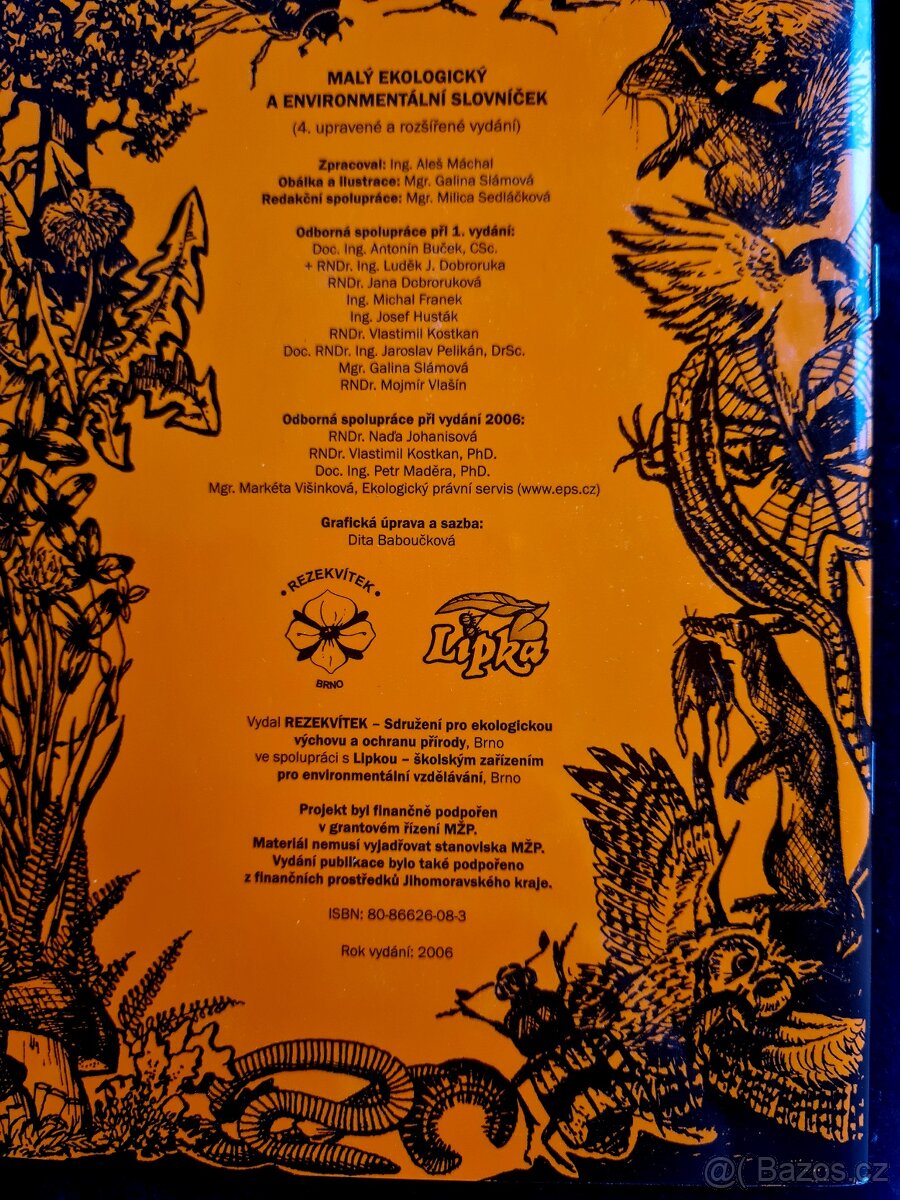 MALÝ EKOLOGICKÝ
A ENVIRONMENTÁLNÍ SLOVNÍČEK
(4. upravené a rozšířené vydání)
Zpracoval: Ing. Aleš Máchal
Obálka a ilustrace: Mgr. Galina Slámová
Redakční spolupráce: Mgr. Milica Sedláčková
Odborná spolupráce při 1. vydání:
Doc. Ing. Antonín Buček, CSc.
+ RNDr. Ing. Luděk J. Dobroruka
RNDr. Jana Dobroruková
Ing. Michal Franek
Ing. Josef Husták
RNDr. Vlastimil Kostkan
Doc. RNDr. Ing. Jaroslav Pelikán, DrSc.
Mgr. Galina Slámová
RNDr. Mojmír Vlašín
Odborná spolupráce při vydání 2006:
RNDr. Naďa Johanisová
RNDr. Vlastimil Kostkan, PhD.
Doc. Ing. Petr Maděra, PhD.
Mgr. Markéta Višinková, Ekologický právní servis (www.eps.cz)
Grafická úprava a sazba:
Dita Baboučková
• REZEKVÍTEK •
BRNO
Lipka
Vydal REZEKVÍTEK – Sdružení pro ekologickou
výchovu a ochranu přírody, Brno
ve spolupráci s Lipkou – školským zařízením
pro environmentální vzdělávání, Brno
Projekt byl finančně podpořen
v grantovém řízení MŽP.
Materiál nemusí vyjadřovat stanoviska MŽP.
Vydání publikace bylo také podpořeno
z finančních prostředků Jihomoravského kraje.
ISBN: 80-86626-08-3
Rok vydání: 2006
@( Bazos.cz